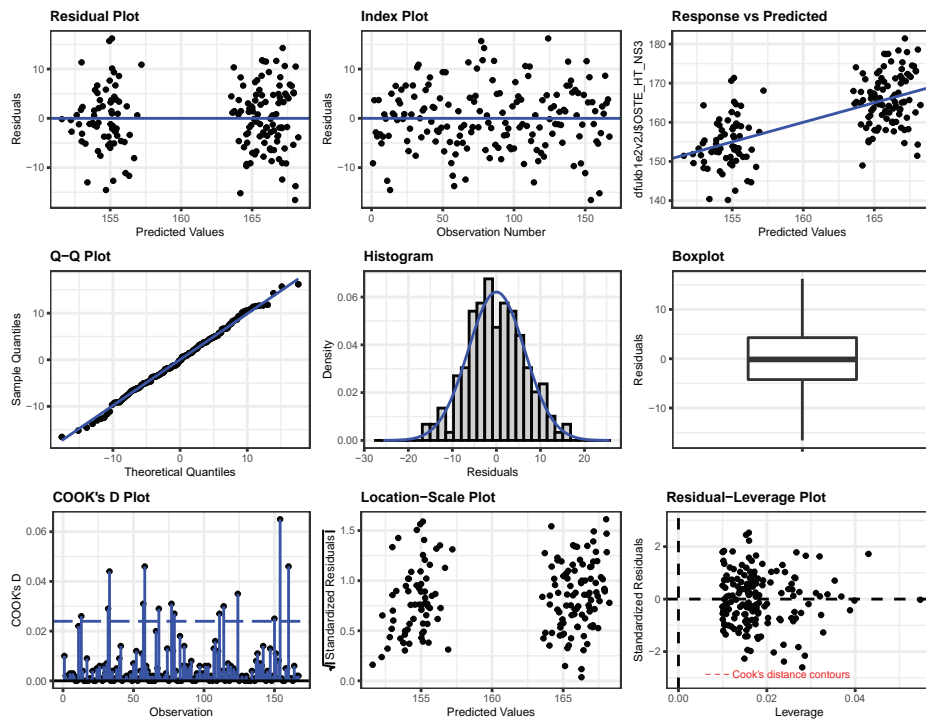 Residual Plot
10
0
−10
155
160
165
Predicted Values
Residuals
Index Plot
10
0
−10
0
50
100
150
Observation Number
Residuals
Response vs Predicted
180
170
160
150
140
155
160
165
Predicted Values
dfukb1e2v2J$OSTE_HT_NS3
Q−Q Plot
10
0
−10
−10
0
10
Theoretical Quantiles
Sample Quantiles
Histogram
0.06
0.04
0.02
0.00
−30
−20
−10
0
10
20
Residuals
Density
Boxplot
10
0
−10
Residuals
COOK's D Plot
0.06
0.04
0.02
0.00
0
50
100
150
Observation
COOK's D
Location−Scale Plot
1.5
1.0
0.5
0.0
155
160
165
Predicted Values
√|Standardized Residuals|
Residual−Leverage Plot
2
0
−2
Cook's distance contours
0.00
0.02
0.04
Leverage
Standardized Residuals